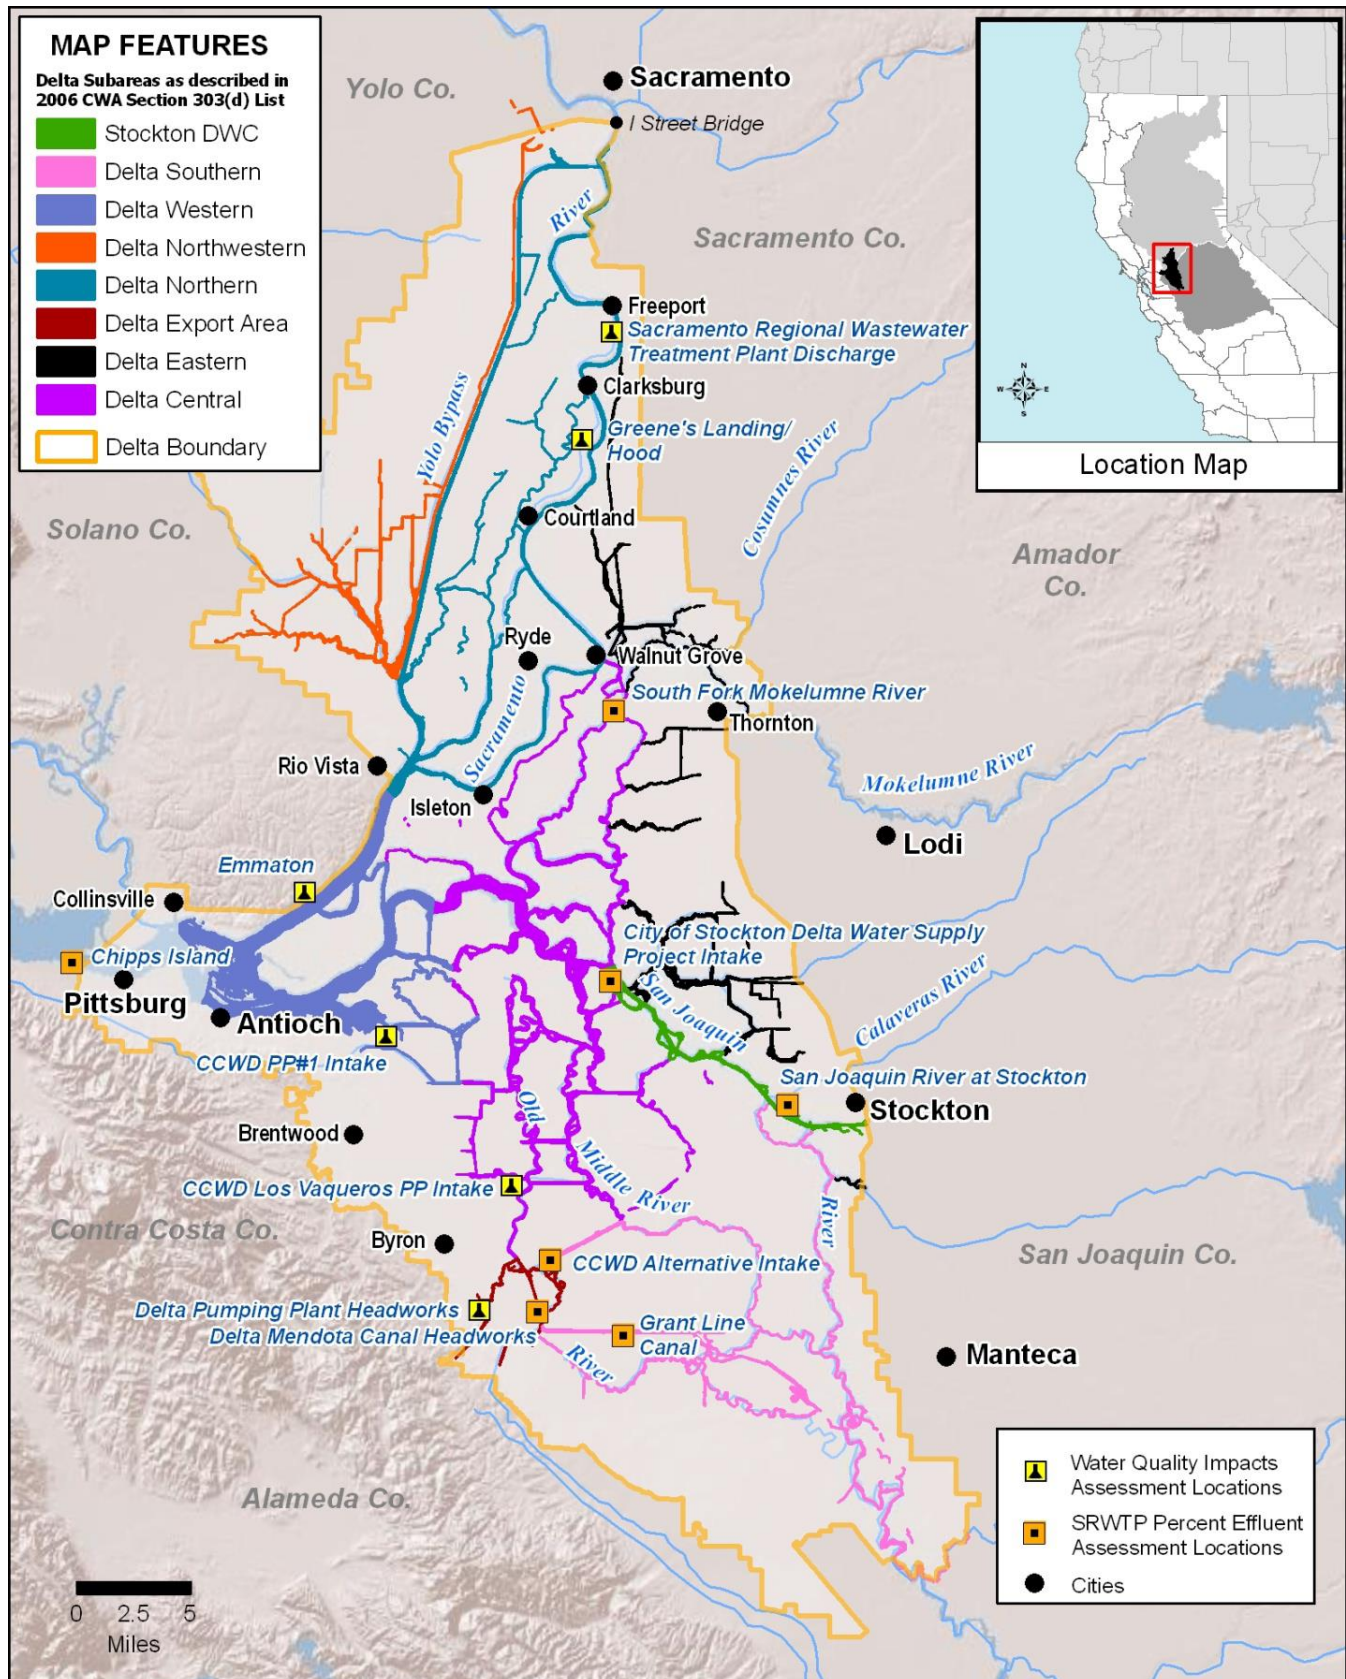 MAP FEATURES
Delta Subareas as described in
2006 CWA Section 303(d) List
Stockton DWC
Delta Southern
Delta Western
Delta Northwestern
Delta Northern
Delta Export Area
Delta Eastern
Delta Central
Delta Boundary
Yolo Co.
Sacramento
I Street Bridge
River
Sacramento Co.
N
W
E
S
Location Map
Freeport
Sacramento Regional Wastewater
Treatment Plant Discharge
Clarksburg
Yolo Bypass
Greene's Landing/
Hood
Cosumnes River
Solano Co.
Courtland
Amador
Co.
Ryde
Walnut Grove
South Fork Mokelumne River
Thornton
Sacramento
Rio Vista
Isleton
Mokelumne River
Lodi
Emmaton
Collinsville
City of Stockton Delta Water Supply
Project Intake
Chipps Island
Pittsburg
Antioch
San Joaquin
Calaveras River
CCWD PP#1 Intake
San Joaquin River at Stockton
Stockton
Old
Brentwood
Middle River
CCWD Los Vaqueros PP Intake
River
Contra Costa Co.
Byron
San Joaquin Co.
CCWD Alternative Intake
Delta Pumping Plant Headworks
Delta Mendota Canal Headworks
Grant Line
Canal
River
Manteca
Alameda Co.
Water Quality Impacts
Assessment Locations
SRWTP Percent Effluent
Assessment Locations
Cities
0 2.5 5
Miles